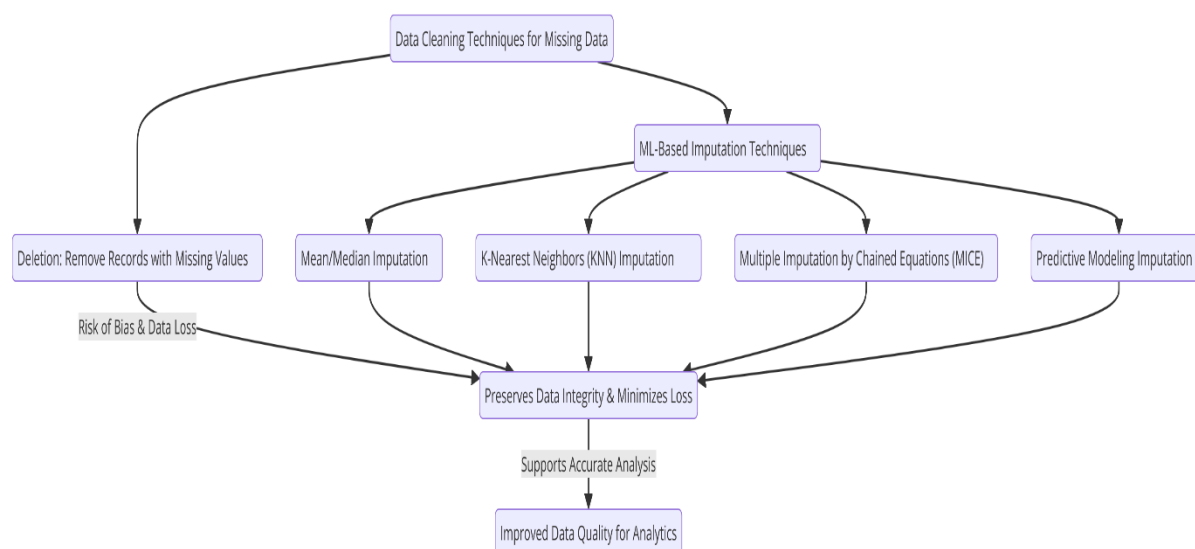 Data Cleaning Techniques for Missing Data
ML-Based Imputation Techniques
Deletion: Remove Records with Missing Values
Mean/Median Imputation
K-Nearest Neighbors (KNN) Imputation
Multiple Imputation by Chained Equations (MICE)
Predictive Modeling Imputation
Risk of Bias & Data Loss
Preserves Data Integrity & Minimizes Loss
Supports Accurate Analysis
Improved Data Quality for Analytics